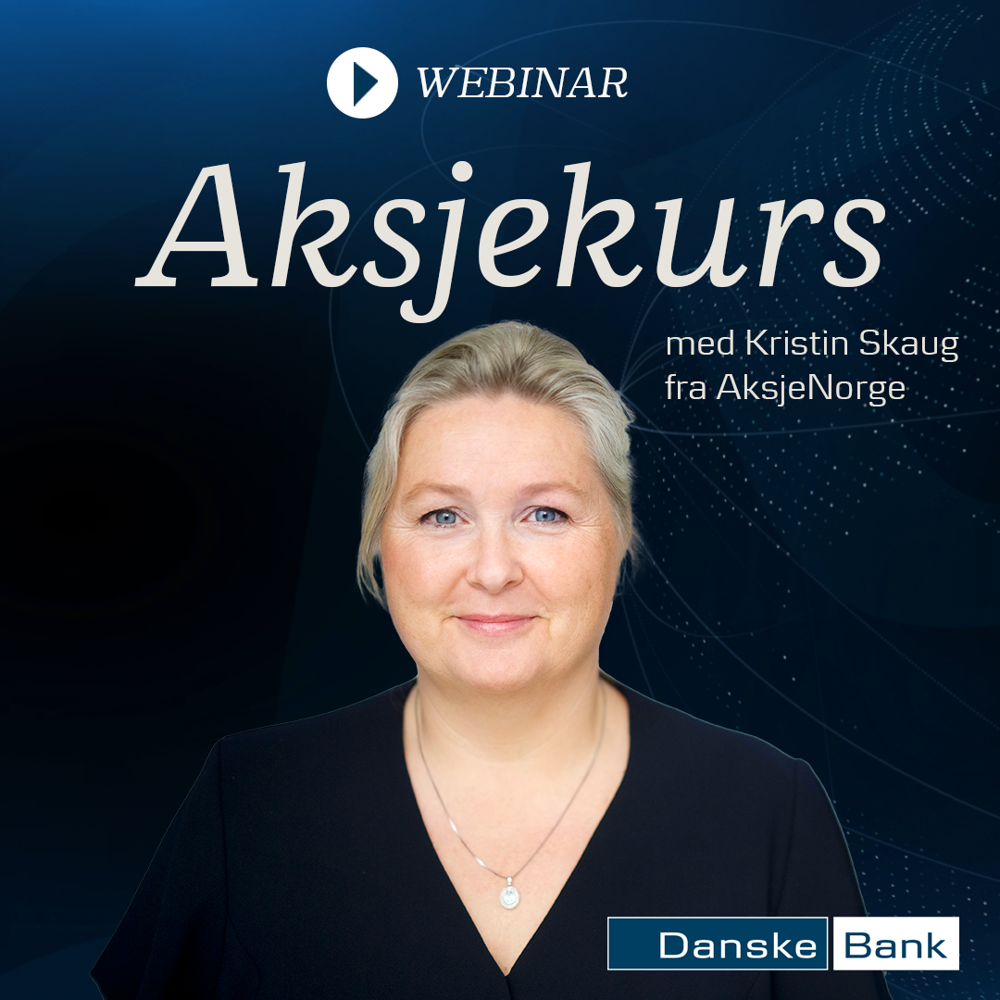 WEBINAR
Aksjekurs
med Kristin Skaug
fra AksjeNorge
Danske Bank